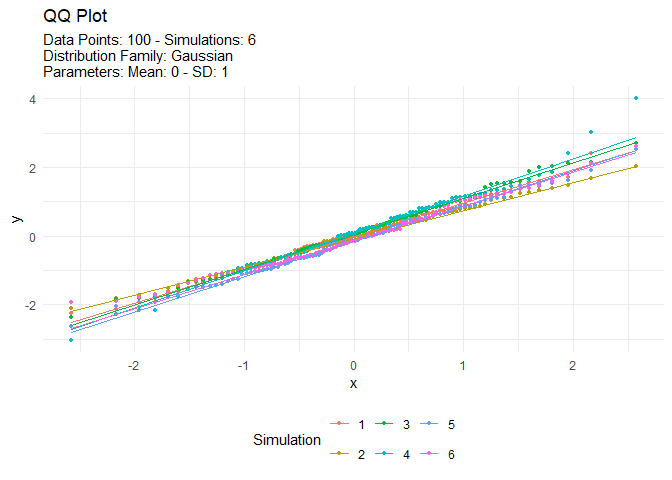 QQ Plot
Data Points: 100 - Simulations: 6
Distribution Family: Gaussian
Parameters: Mean: 0 - SD: 1
4
2
0
-2
y
-2 -1 0 1 2
x
Simulation
1 3 5
2 4 6